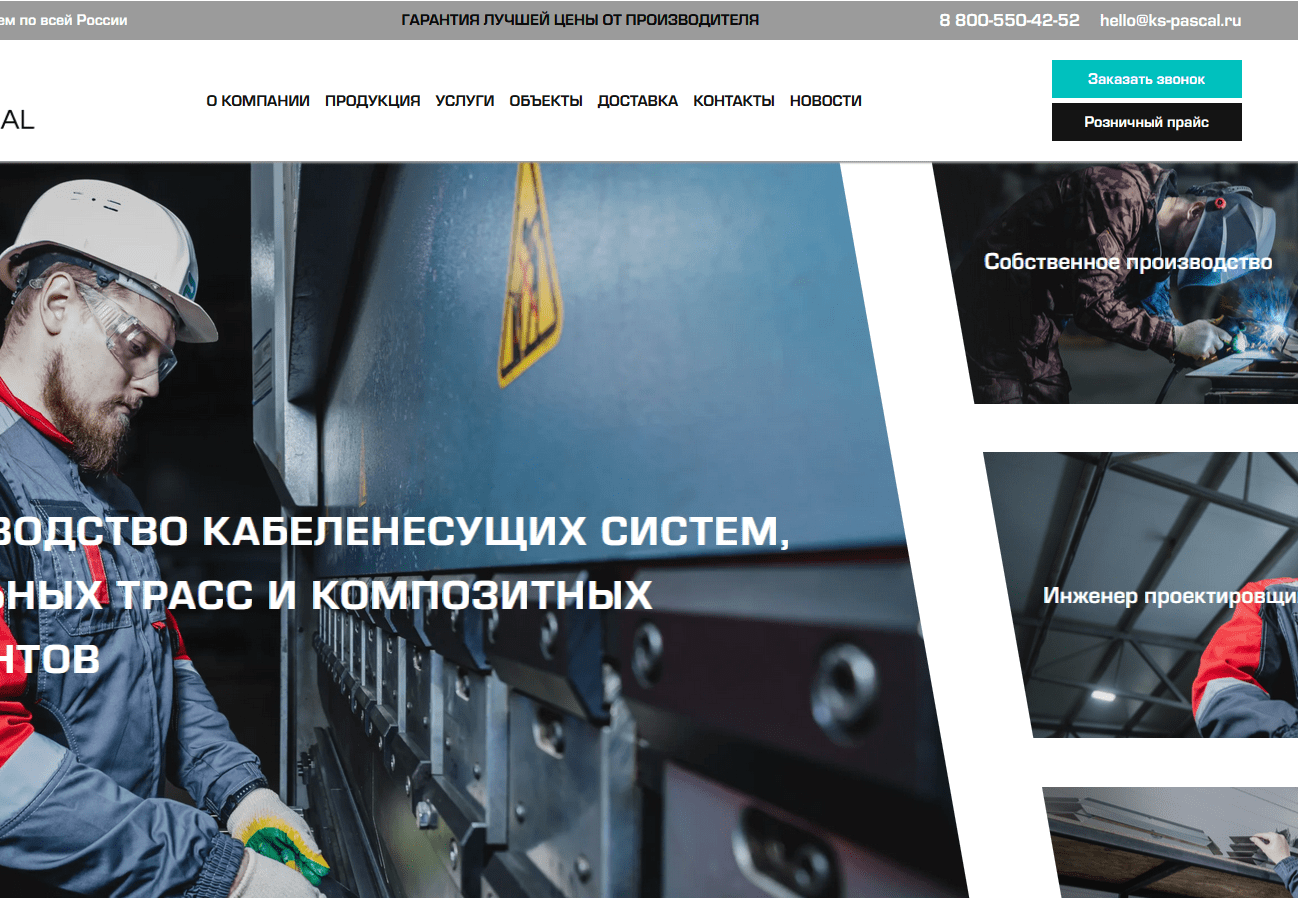 ем по всей России
ГАРАНТИЯ ЛУЧШЕЙ ЦЕНЫ ОТ ПРОИЗВОДИТЕЛЯ
8 800-550-42-52
hello@ks-pascal.ru
Заказать звонок
О КОМПАНИИ ПРОДУКЦИЯ УСЛУГИ ОБЪЕКТЫ ДОСТАВКА КОНТАКТЫ НОВОСТИ
AL
Розничный прайс
Собственное производство
ВОДСТВО КАБЕЛЕНЕСУЩИХ СИСТЕМ,
ЬНЫХ ТРАСС И КОМПОЗИТНЫХ
НТОВ
Инженер проектировщи